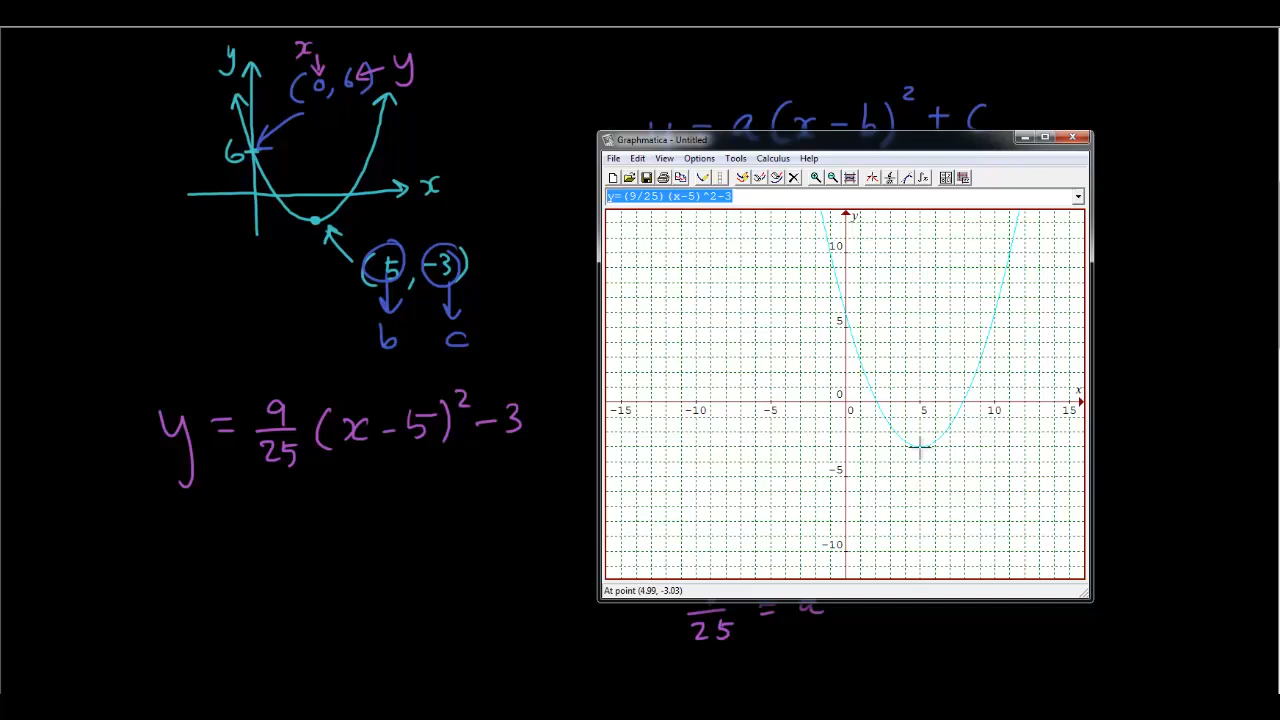 x
y
(0, 6)
y
6
x
(5, -3)
b
c
y = 9/25 (x - 5)² - 3
y = a(x - b)² + c
Graphmatica - Untitled
File Edit View Options Tools Calculus Help
y=(9/25)(x-5)^2-3
y
10
5
0
x
-15 -10 -5 0 5 10 15
-5
-10
At point (4.99, -3.03)
25 = a